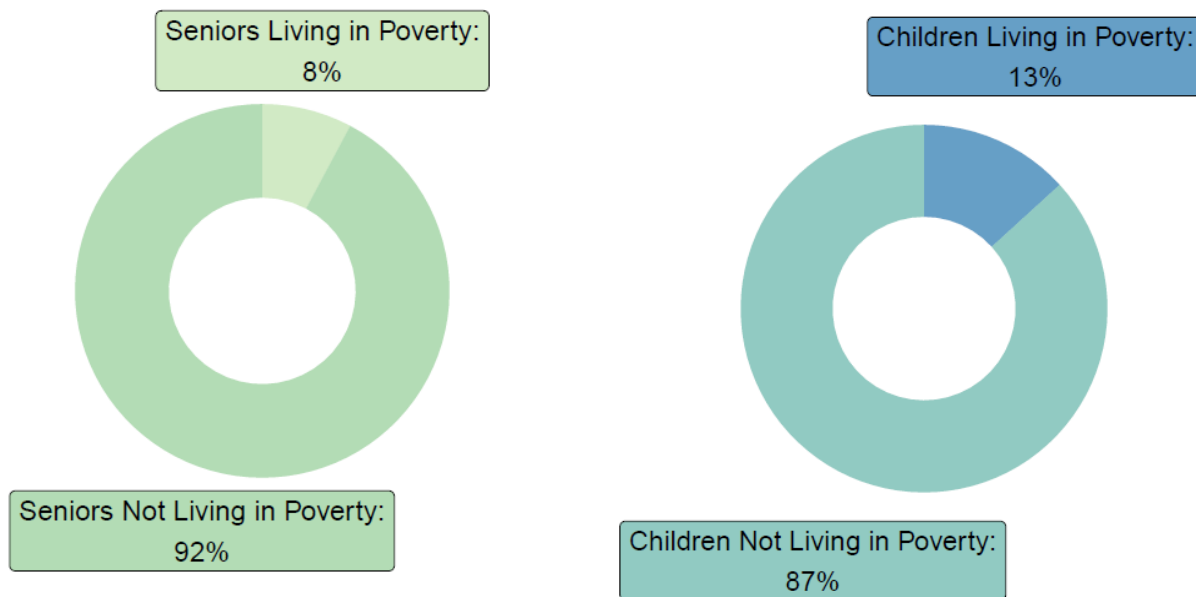 Seniors Living in Poverty:
8%
Children Living in Poverty:
13%
Seniors Not Living in Poverty:
92%
Children Not Living in Poverty:
87%